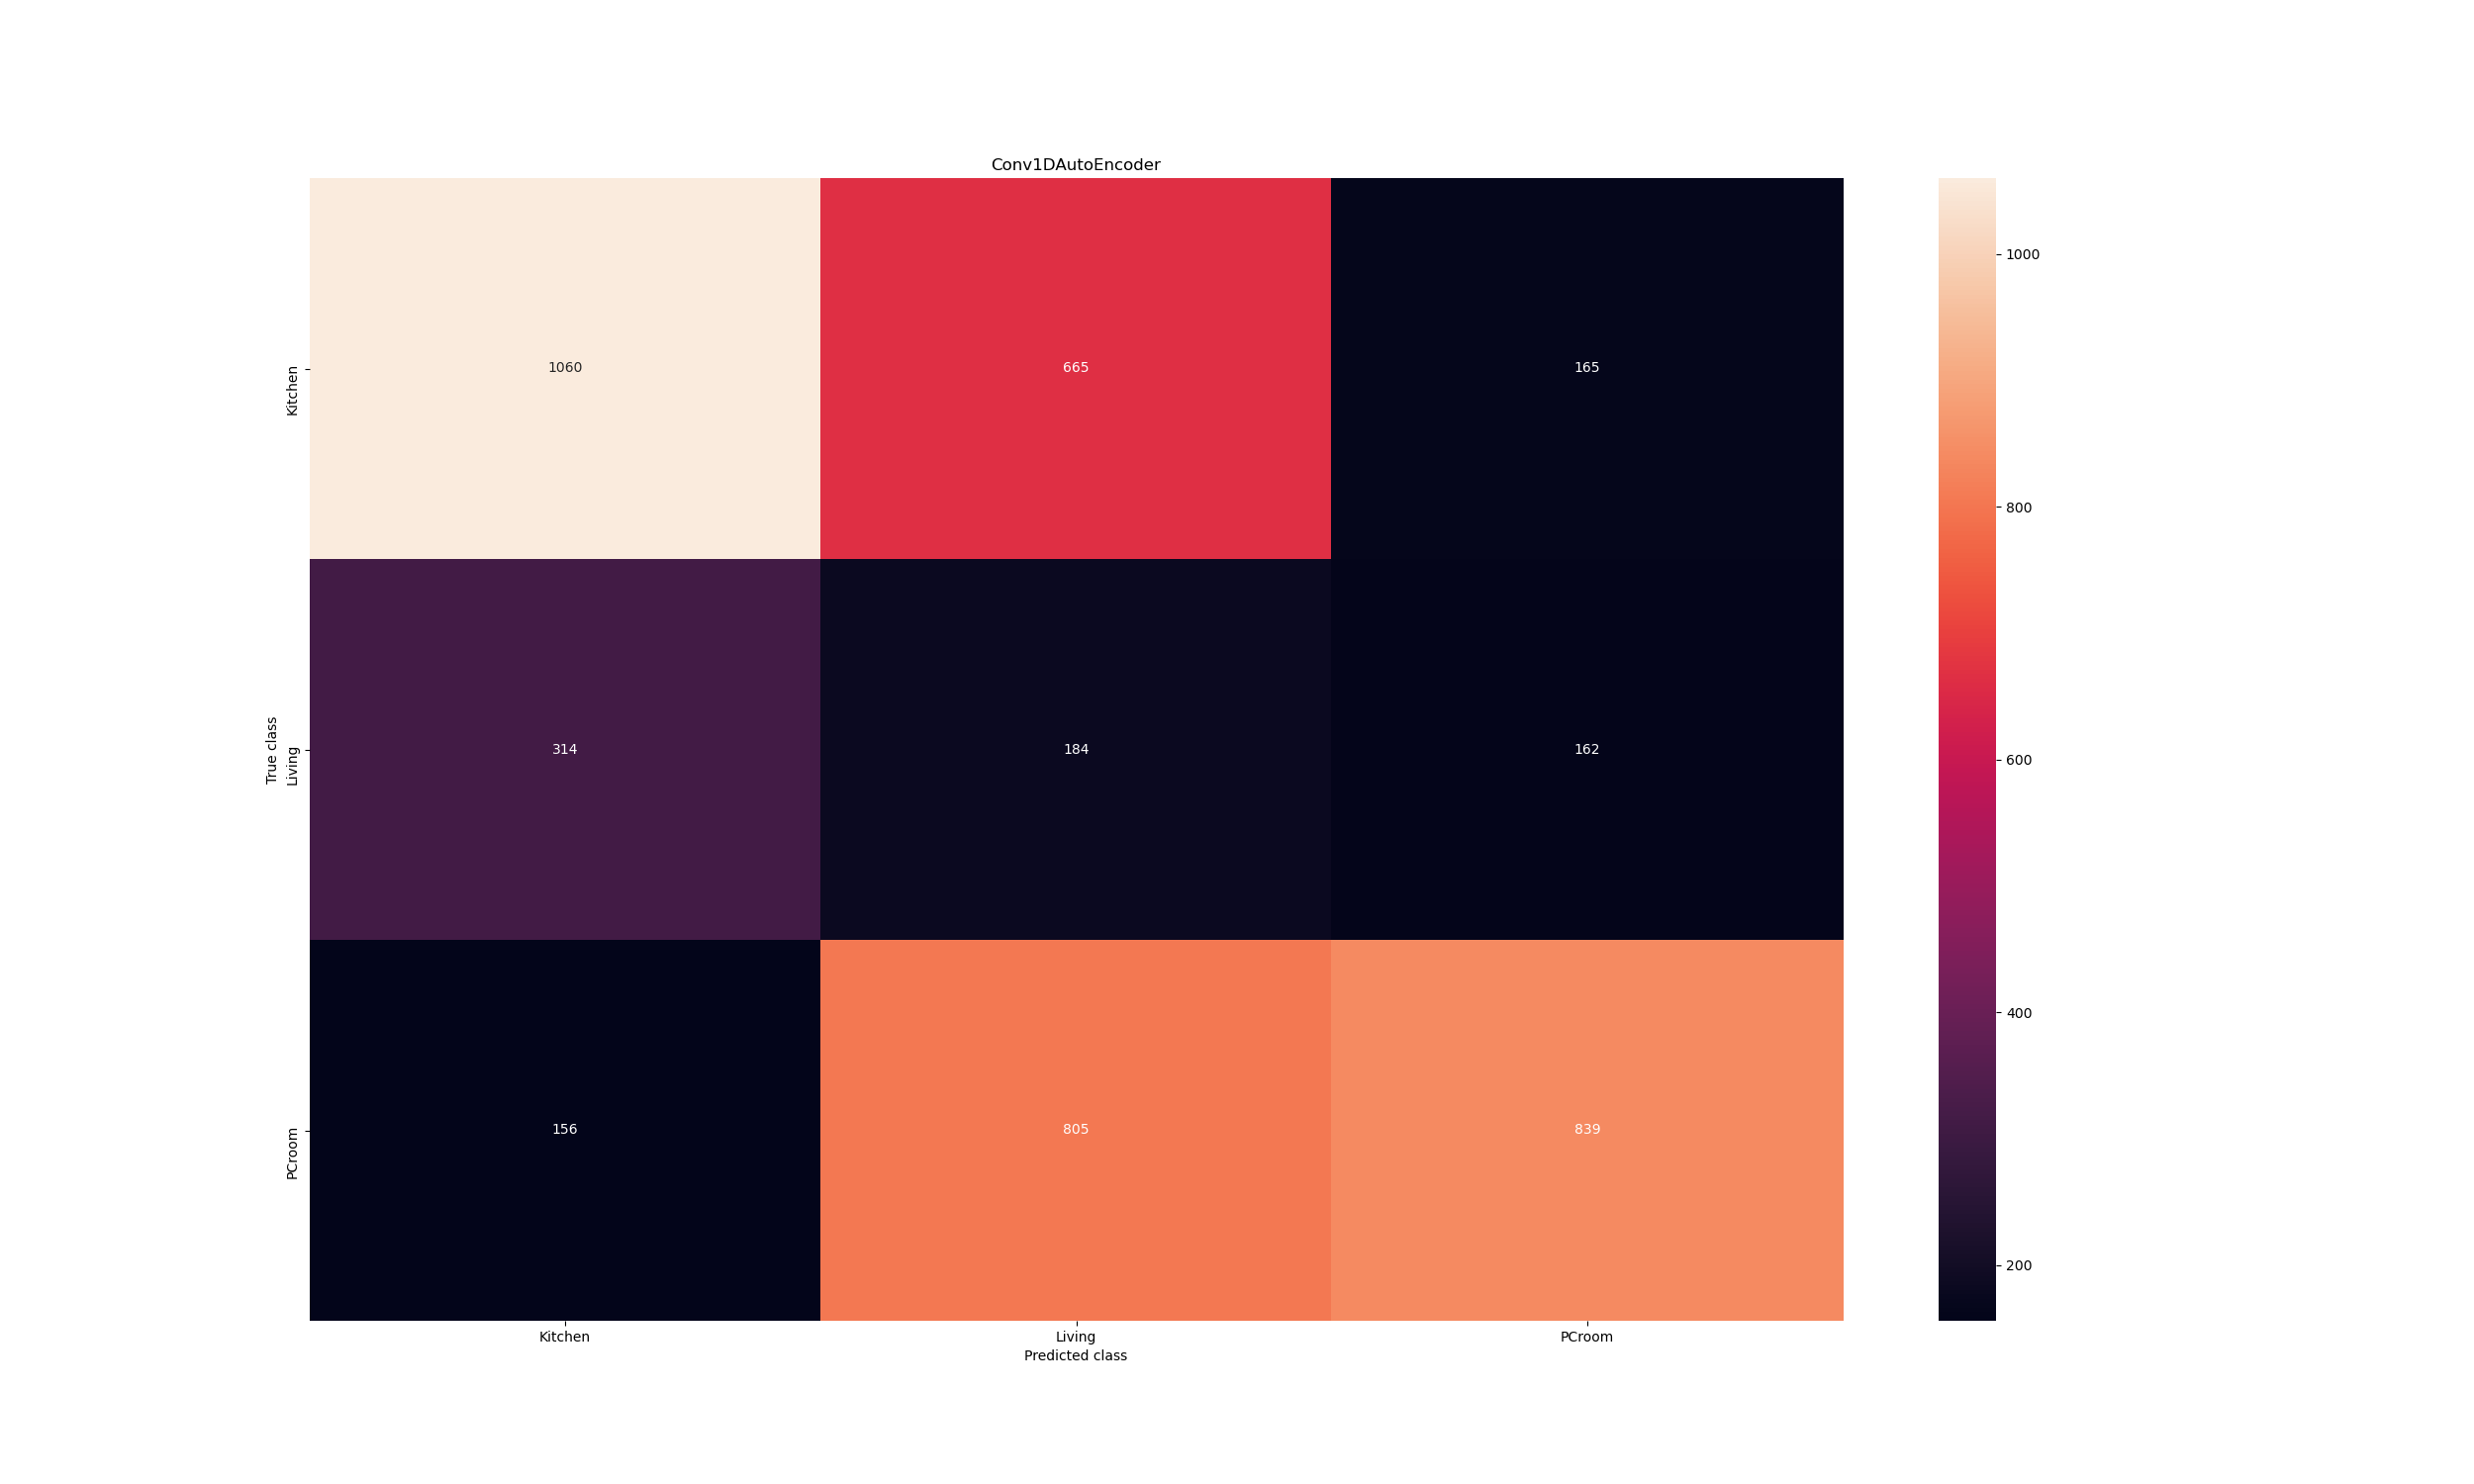 Conv1DAutoEncoder
1060 665 165
314 184 162
156 805 839
Kitchen
Living
PCroom
True class
Kitchen Living PCroom
Predicted class
1000
800
600
400
200